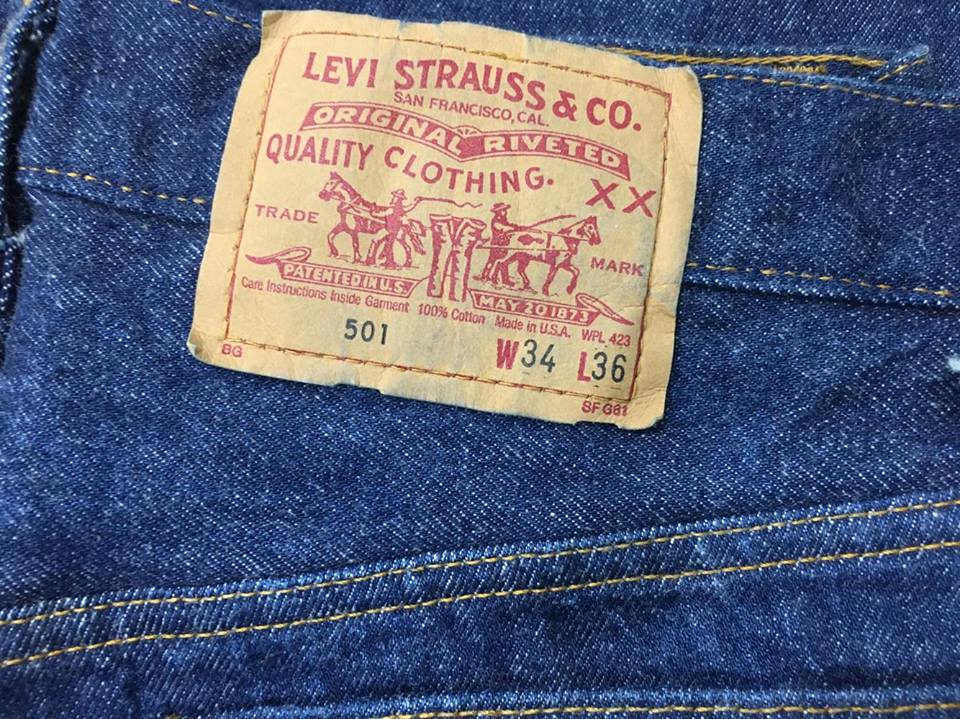 LEVI STRAUSS & CO.
SAN FRANCISCO, CAL.
ORIGINAL RIVETED
QUALITY CLOTHING.
XX
TRADE MARK
PATENTED IN U.S. MAY 20 1873
Care Instructions Inside Garment 100% Cotton Made in U.S.A. WPL 423
501 W34 L36
BG SF G81